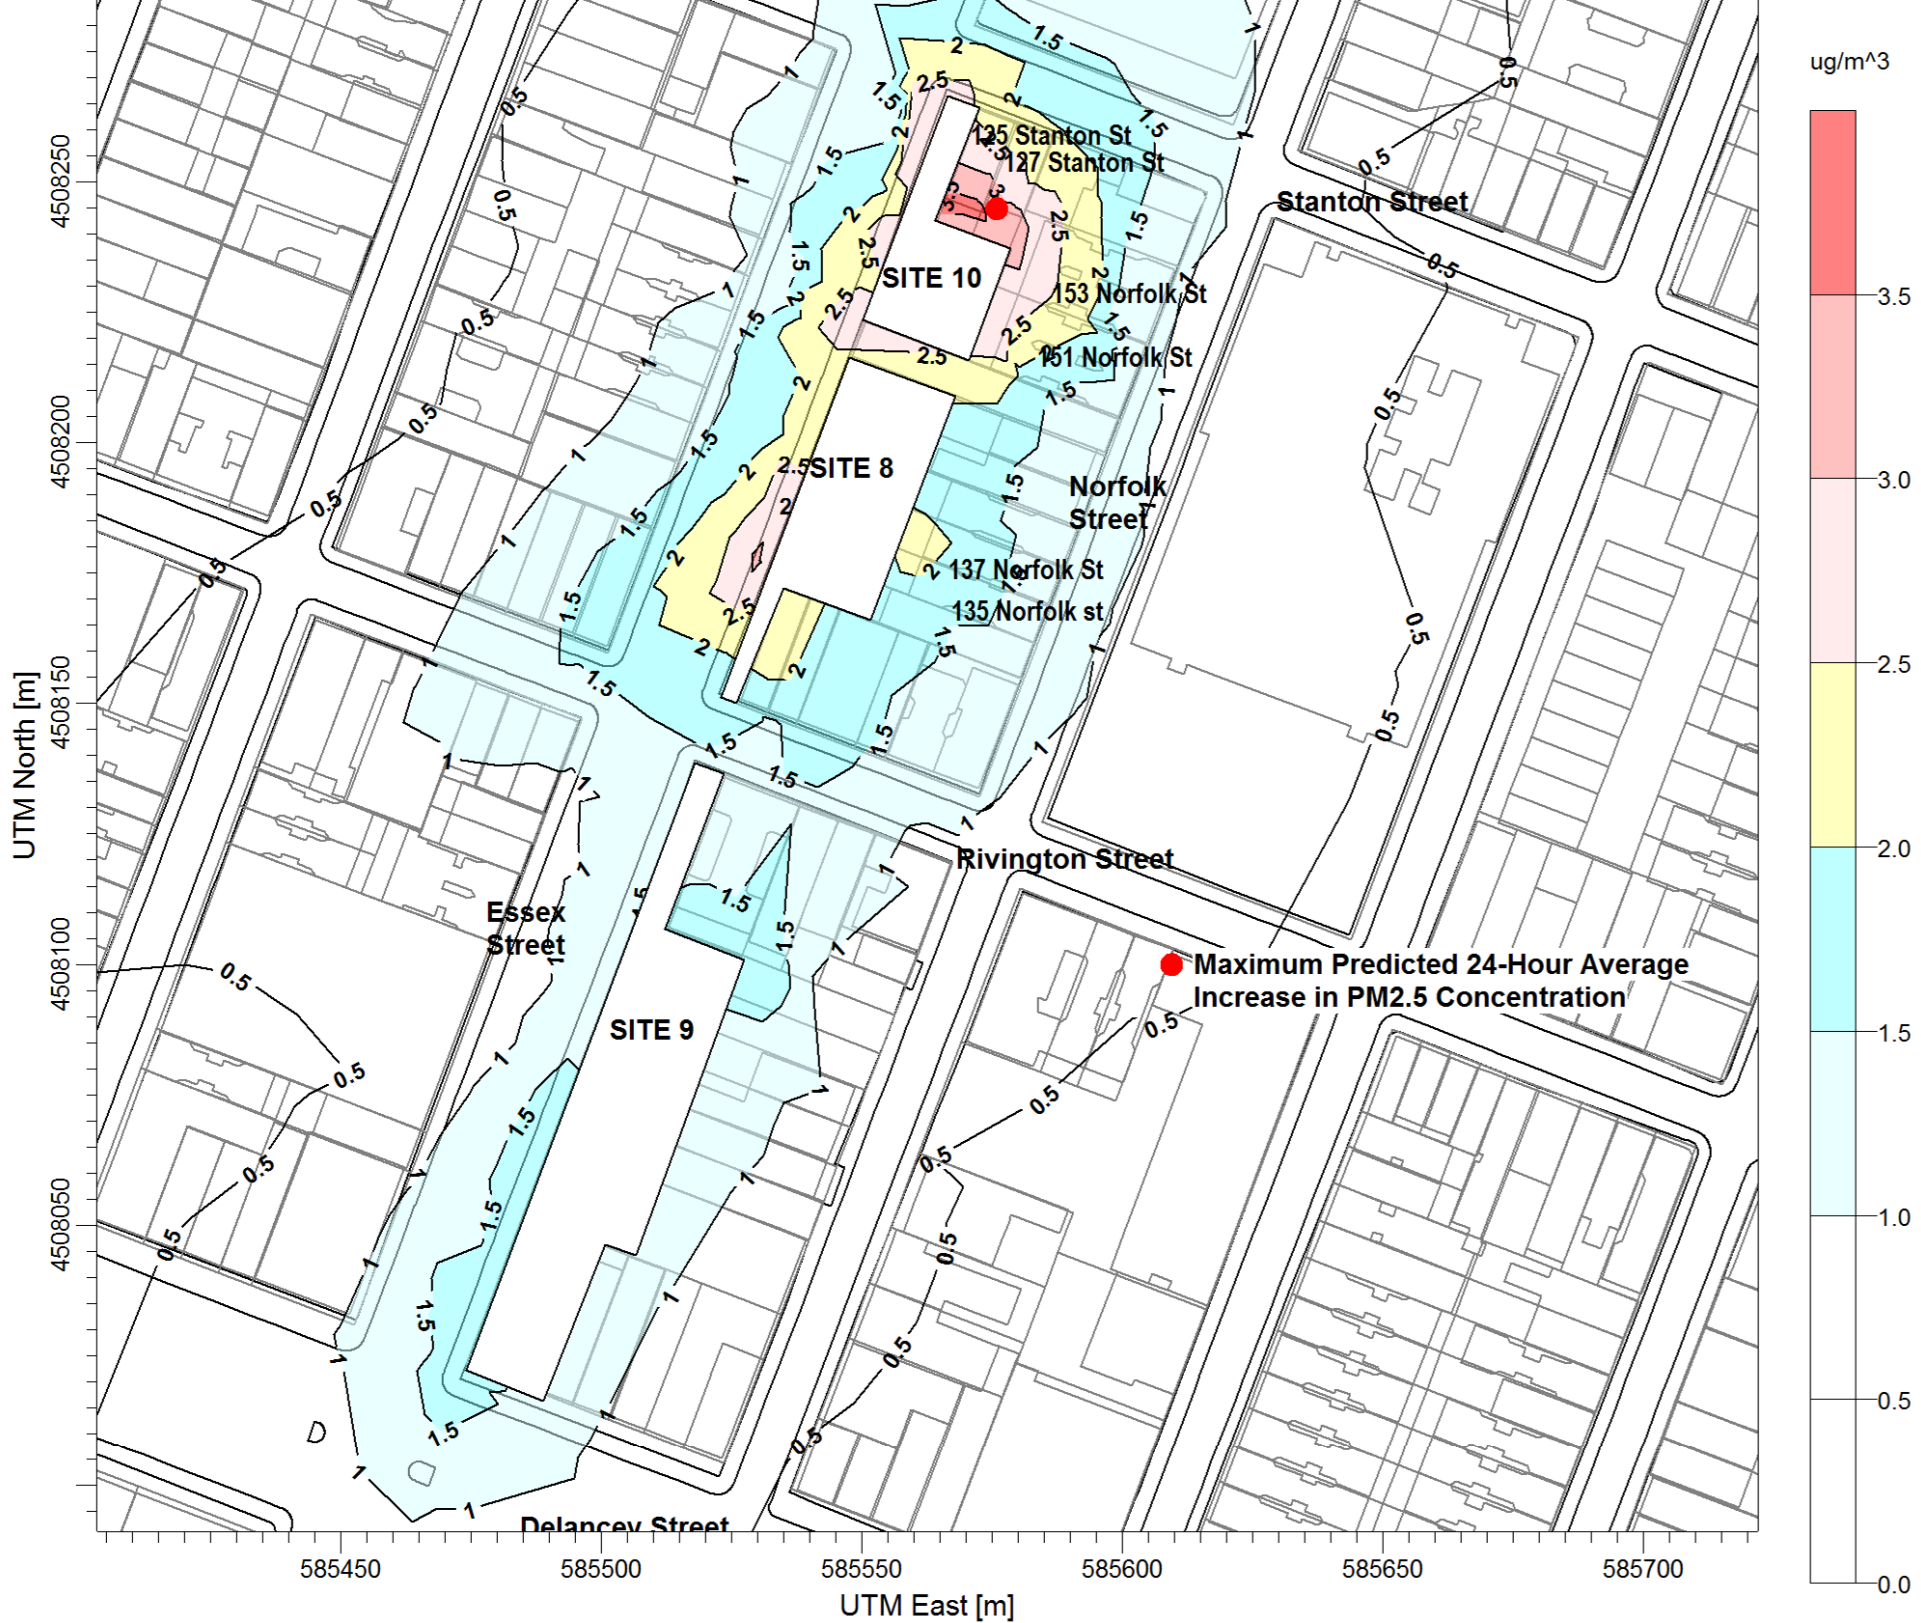 ug/m^3
3.5
3.0
2.5
2.0
1.5
1.0
0.5
0.0
125 Stanton St
127 Stanton St
Stanton Street
SITE 10
153 Norfolk St
151 Norfolk St
SITE 8
Norfolk
Street
137 Norfolk St
135 Norfolk st
Rivington Street
Essex
Street
Maximum Predicted 24-Hour Average
Increase in PM2.5 Concentration
SITE 9
Delancey Street
UTM North [m]
4508250
4508200
4508150
4508100
4508050
585450
585500
585550
585600
585650
585700
UTM East [m]